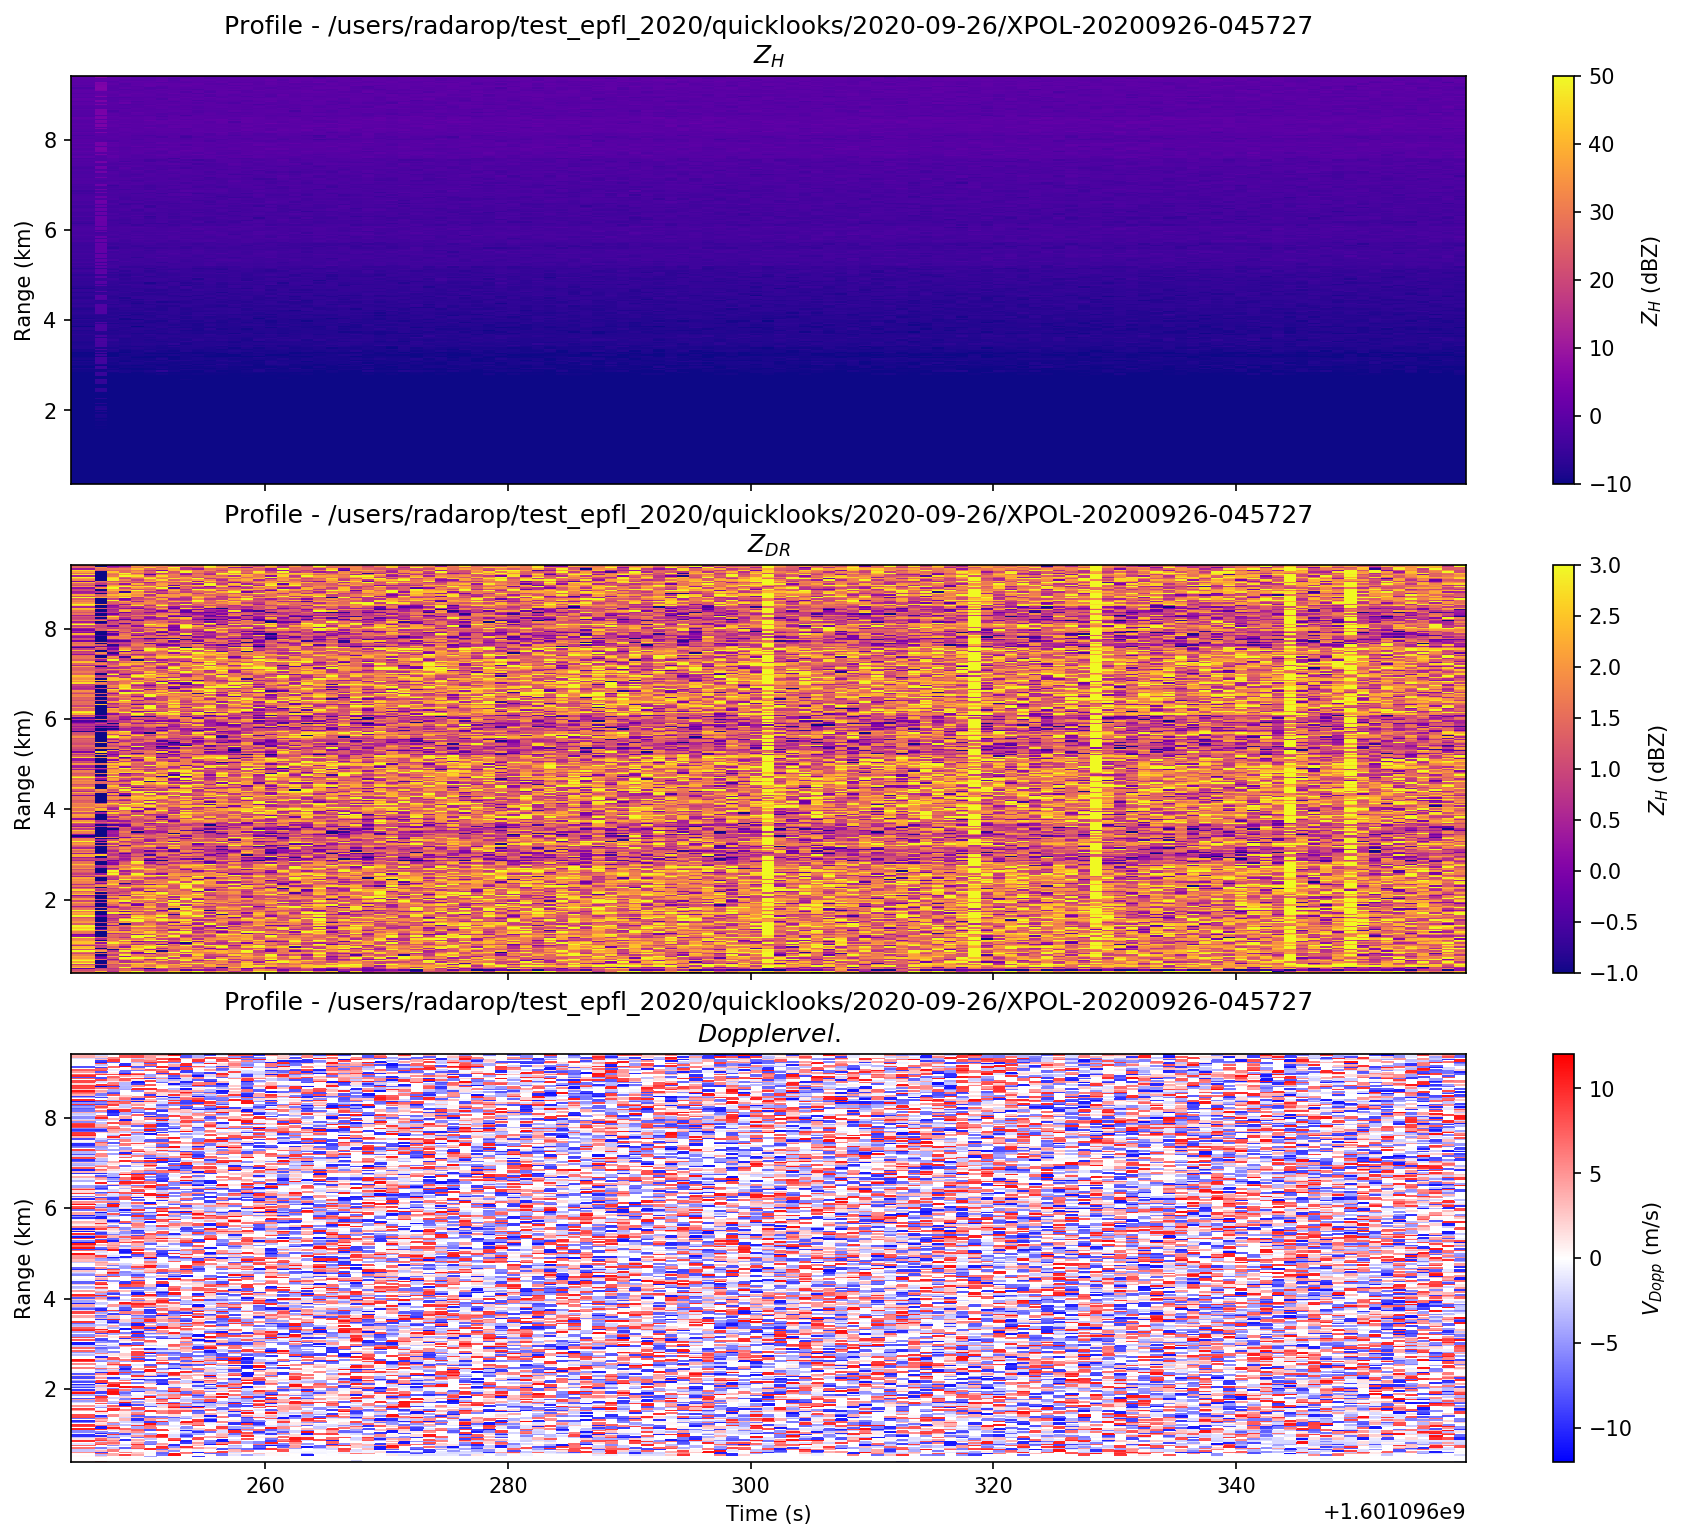 Profile - /users/radarop/test_epfl_2020/quicklooks/2020-09-26/XPOL-20200926-045727
Z_H
8
6
4
2
Range (km)
50
40
30
20
10
0
−10
Z_H (dBZ)
Profile - /users/radarop/test_epfl_2020/quicklooks/2020-09-26/XPOL-20200926-045727
Z_DR
8
6
4
2
Range (km)
3.0
2.5
2.0
1.5
1.0
0.5
0.0
−0.5
−1.0
Z_H (dBZ)
Profile - /users/radarop/test_epfl_2020/quicklooks/2020-09-26/XPOL-20200926-045727
Dopplervel.
8
6
4
2
Range (km)
10
5
0
−5
−10
V_Dopp (m/s)
260 280 300 320 340
Time (s)
+1.601096e9